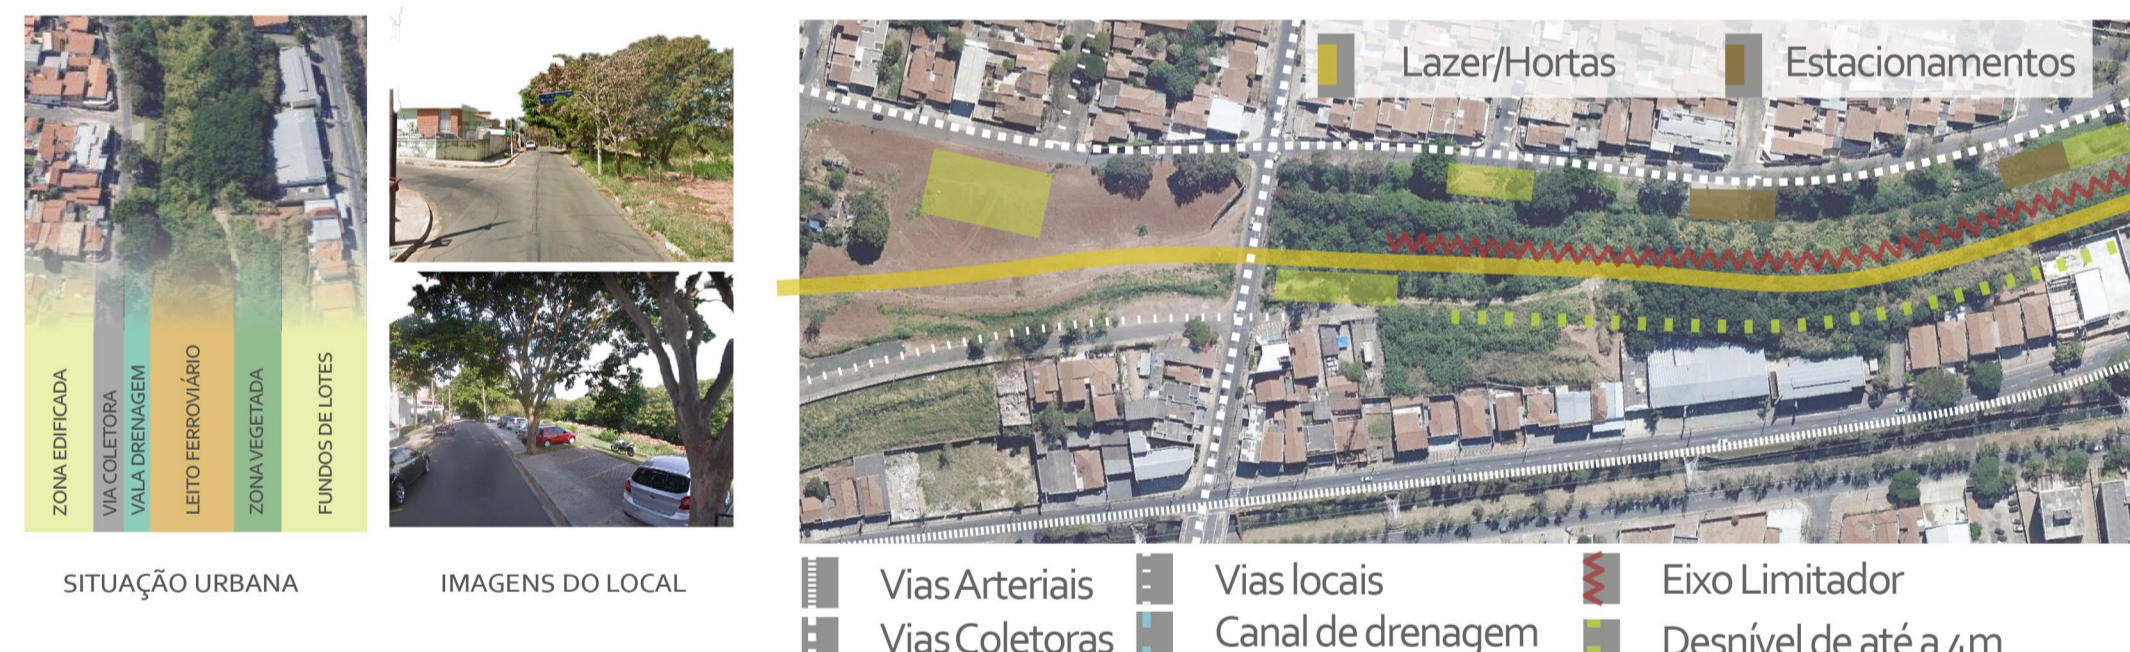 Lazer/Hortas
Estacionamentos
ZONA EDIFICADA
VIA COLETORA
VALA DRENAGEM
LEITO FERROVIÁRIO
ZONA VEGETADA
FUNDOS DE LOTES
SITUAÇÃO URBANA
IMAGENS DO LOCAL
Vias Arteriais
Vias locais
Eixo Limitador
Vias Coletoras
Canal de drenagem
Desnível de até a 4m